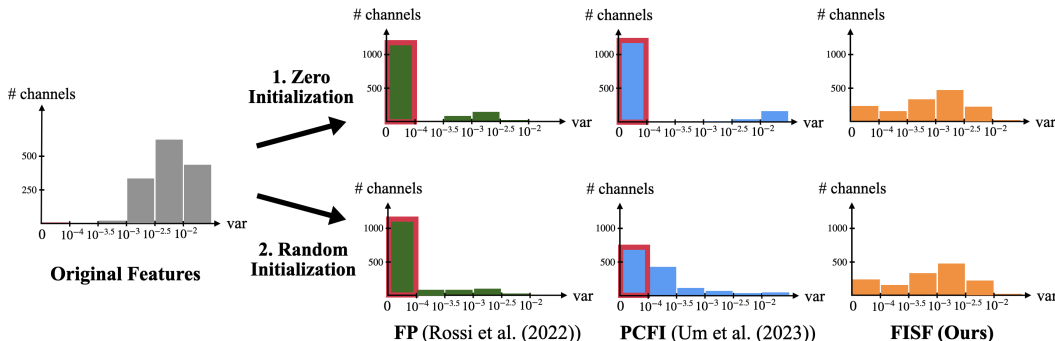 # channels
500
250
0
10⁻⁴
10⁻³·⁵
10⁻³
10⁻²·⁵
10⁻²
var
Original Features
1. Zero
Initialization
2. Random
Initialization
# channels
1000
500
0
10⁻⁴
10⁻³·⁵
10⁻³
10⁻²·⁵
10⁻²
var
# channels
1000
500
0
10⁻⁴
10⁻³·⁵
10⁻³
10⁻²·⁵
10⁻²
var
# channels
1000
500
0
10⁻⁴
10⁻³·⁵
10⁻³
10⁻²·⁵
10⁻²
var
# channels
1000
500
0
10⁻⁴
10⁻³·⁵
10⁻³
10⁻²·⁵
10⁻²
var
FP (Rossi et al. (2022))
# channels
1000
500
0
10⁻⁴
10⁻³·⁵
10⁻³
10⁻²·⁵
10⁻²
var
PCFI (Um et al. (2023))
# channels
1000
500
0
10⁻⁴
10⁻³·⁵
10⁻³
10⁻²·⁵
10⁻²
var
FISF (Ours)